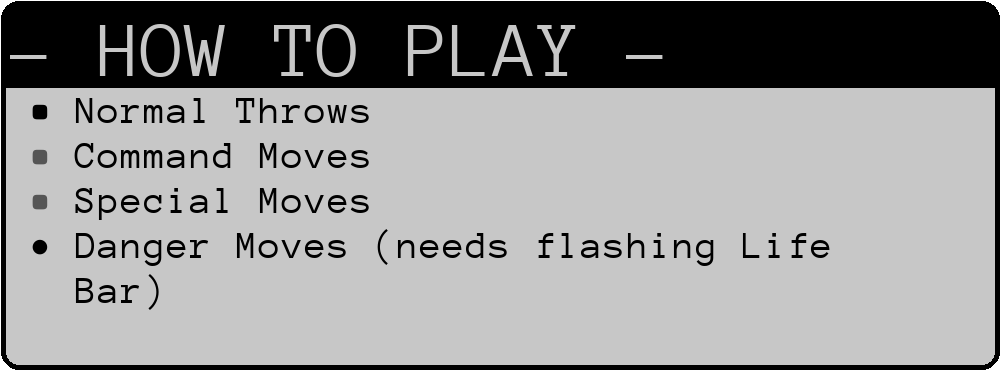 — HOW TO PLAY —
▪ Normal Throws
▪ Command Moves
▪ Special Moves
• Danger Moves (needs flashing Life
Bar)